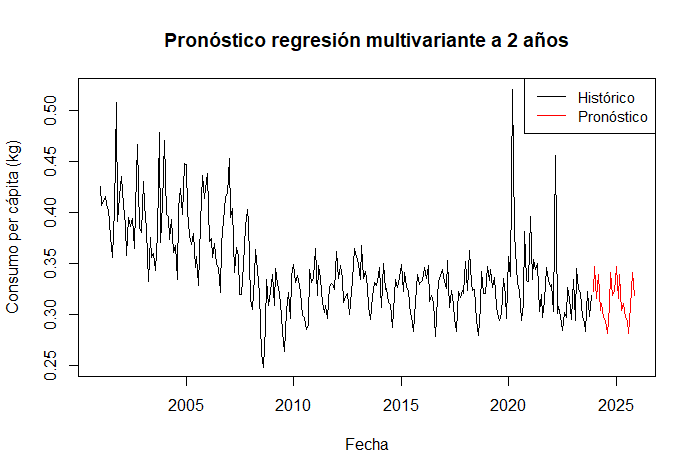 Pronóstico regresión multivariante a 2 años
Histórico
Pronóstico
Consumo per cápita (kg)
0.50
0.45
0.40
0.35
0.30
0.25
2005
2010
2015
2020
2025
Fecha